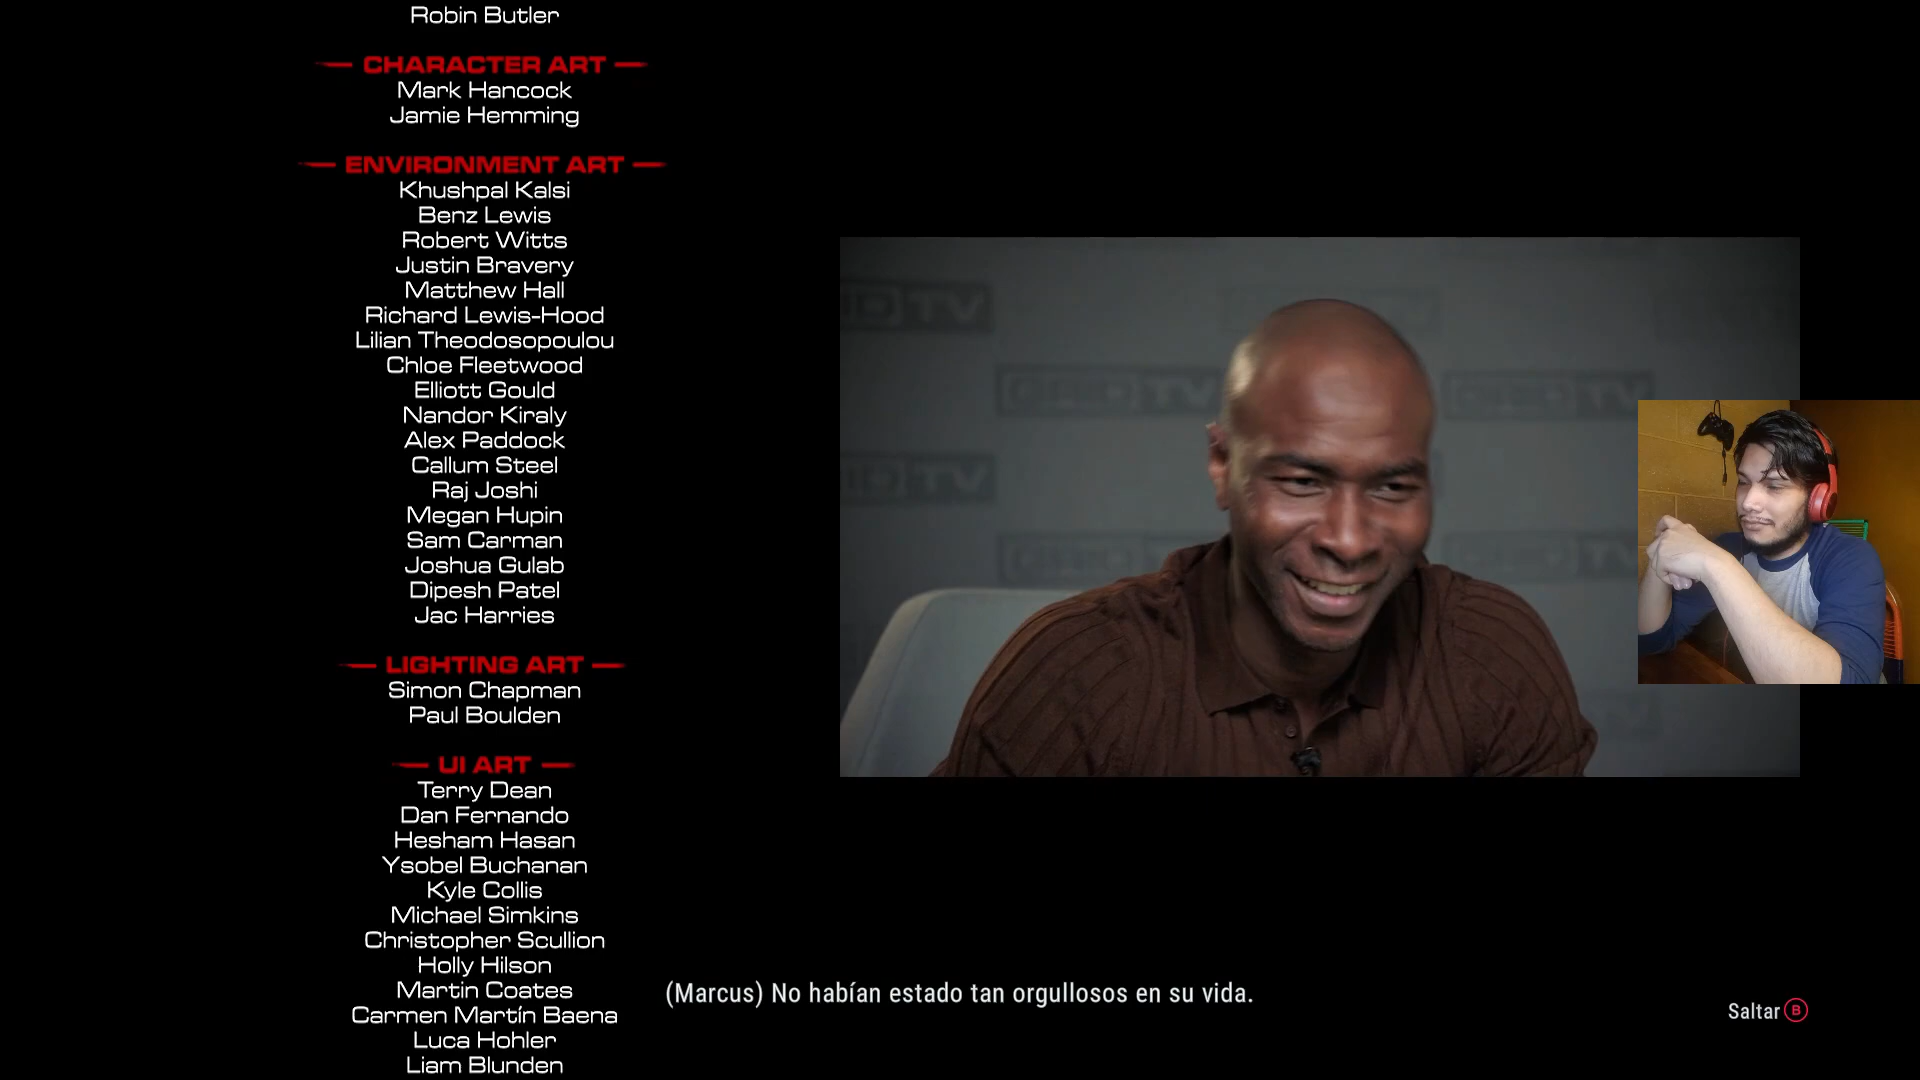 Robin Butler
CHARACTER ART
Mark Hancock
Jamie Hemming
ENVIRONMENT ART
Khushpal Kalsi
Benz Lewis
Robert Witts
Justin Bravery
Matthew Hall
Richard Lewis-Hood
Lilian Theodosopoulou
Chloe Fleetwood
Elliott Gould
Nandor Kiraly
Alex Paddock
Callum Steel
Raj Joshi
Megan Hupin
Sam Carman
Joshua Gulab
Dipesh Patel
Jac Harries
LIGHTING ART
Simon Chapman
Paul Boulden
UI ART
Terry Dean
Dan Fernando
Hesham Hasan
Ysobel Buchanan
Kyle Collis
Michael Simkins
Christopher Scullion
Holly Hilson
Martin Coates
Carmen Martín Baena
Luca Hohler
Liam Blunden
GRID TV
(Marcus) No habían estado tan orgullosos en su vida.
Saltar B